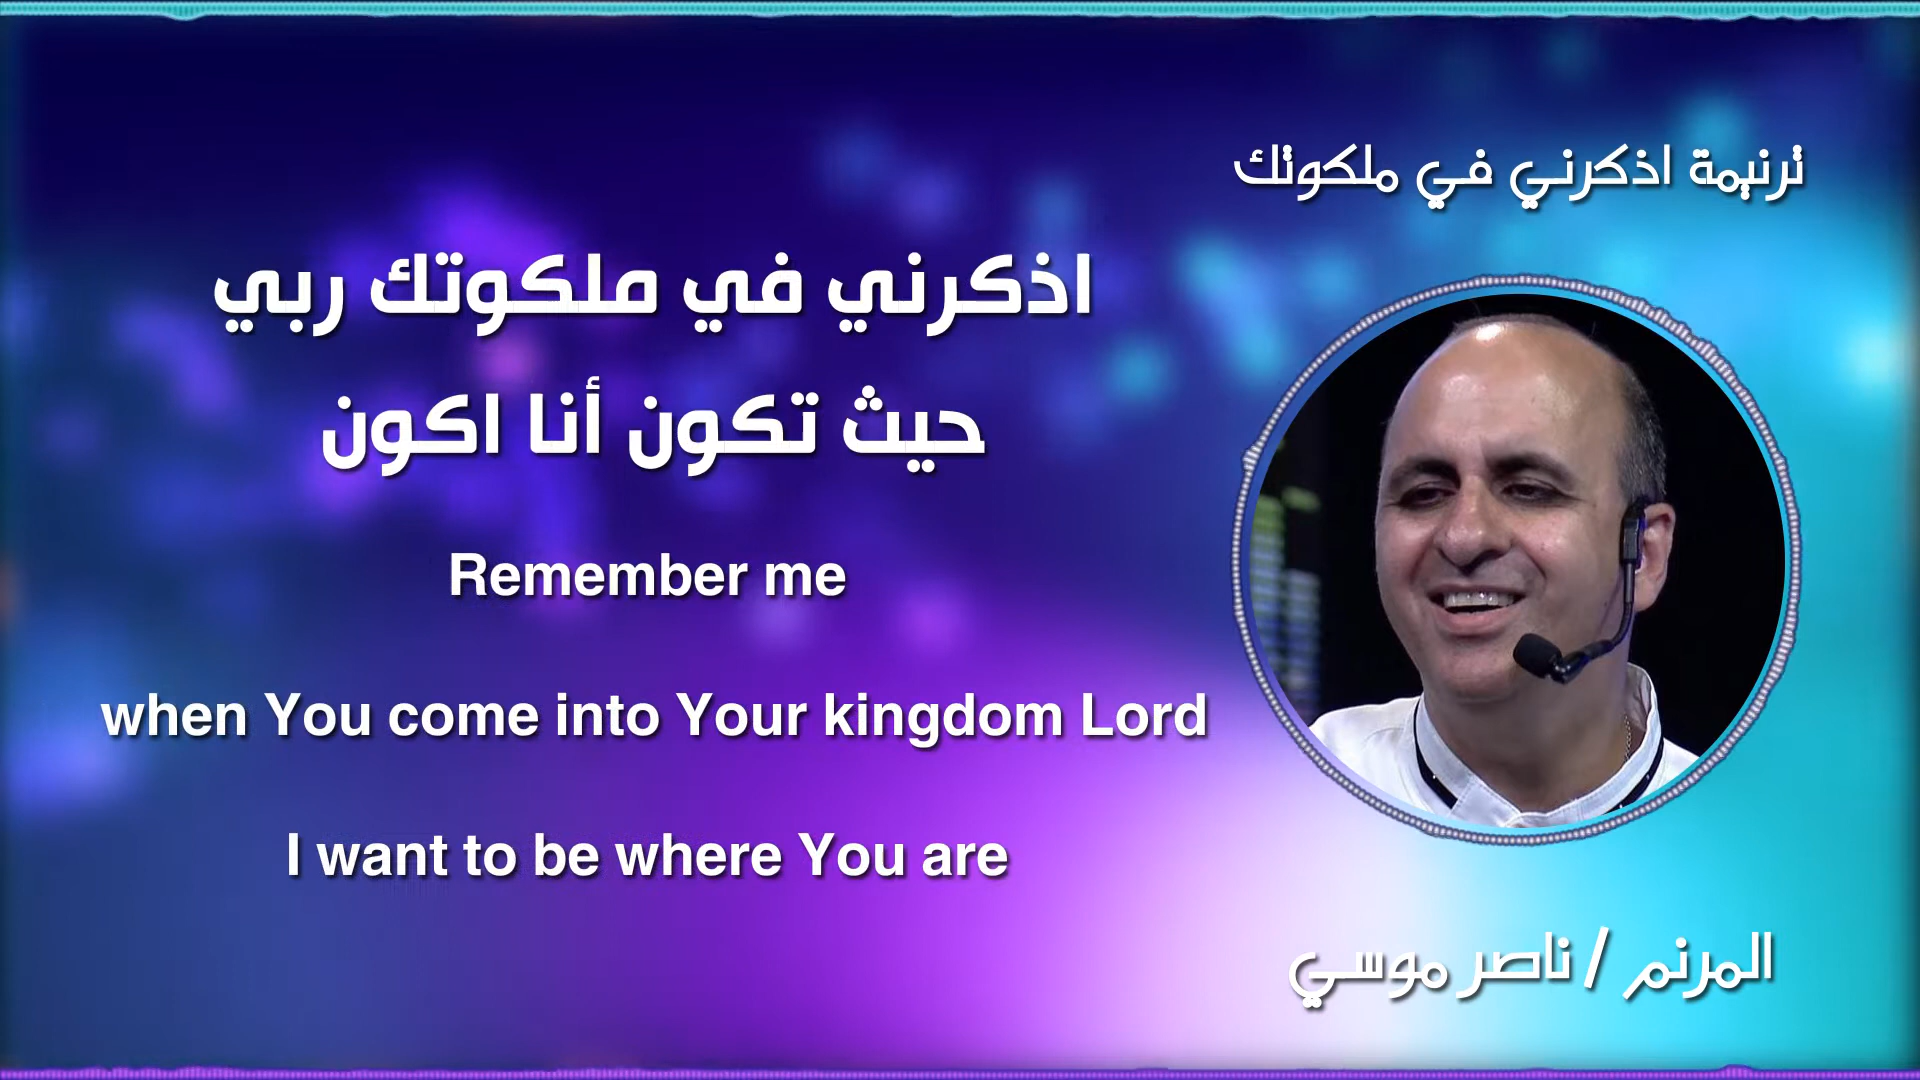 ترنيمة اذكرني في ملكوتك
اذكرني في ملكوتك ربي
حيث تكون أنا اكون
Remember me
when You come into Your kingdom Lord
I want to be where You are
المرنم / ناصر موسي